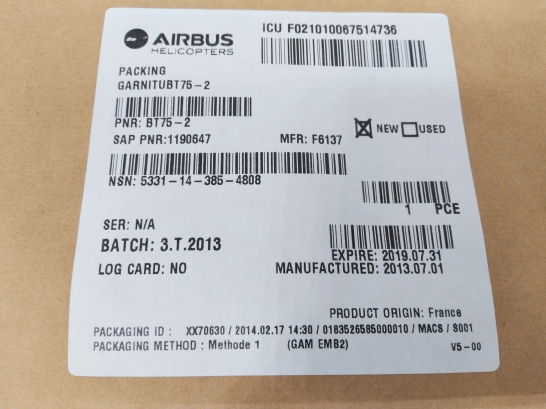 AIRBUS
HELICOPTERS
ICU F021010067514736
PACKING
GARNITUBT75-2
PNR: BT75-2
SAP PNR:1190647
MFR: F6137
NEW USED
NSN: 5331-14-385-4808
1 PCE
SER: N/A
BATCH: 3.T.2013
EXPIRE: 2019.07.31
LOG CARD: NO
MANUFACTURED: 2013.07.01
PRODUCT ORIGIN: France
PACKAGING ID : XX70630 / 2014.02.17 14:30 / 0183526585000010 / MACS / S001
PACKAGING METHOD : Methode 1 (GAM EMB2) V5-00